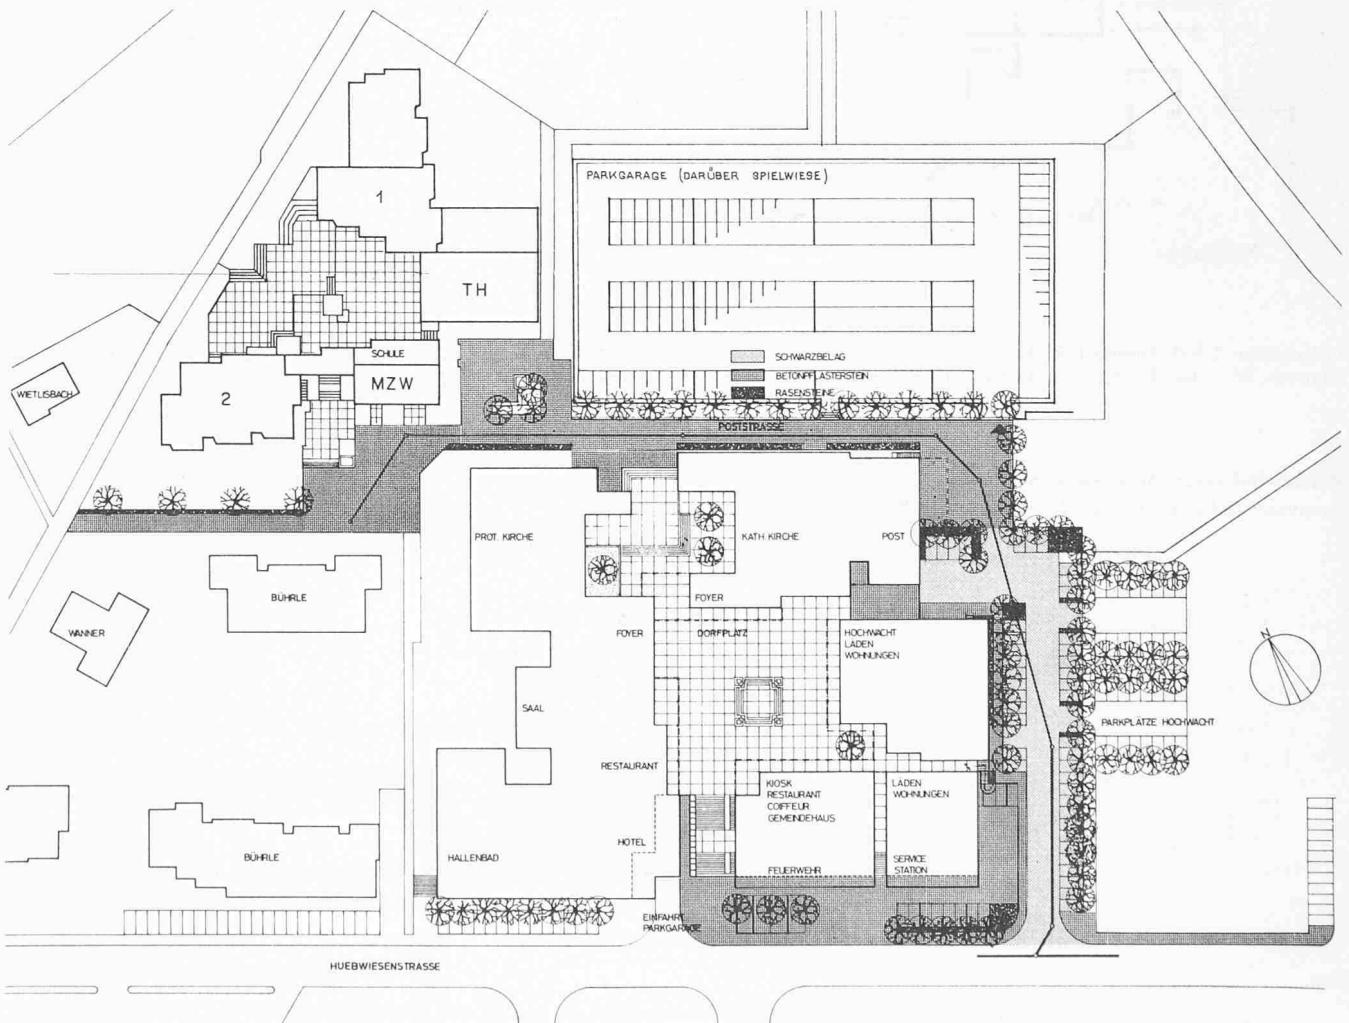 PARKGARAGE (DARÜBER SPIELWIESE)
1
TH
SCHULE
MZW
2
WIETLISBACH
SCHWARZBELAG
BETONPFLASTERSTEIN
RASENSTEINE
POSTSTRASSE
PROT. KIRCHE
KATH. KIRCHE
POST
BÜHRLE
WANNER
FOYER
FOYER
DORFPLATZ
HOCHWACHT
LÄDEN
WOHNUNGEN
N
SAAL
PARKPLÄTZE HOCHWACHT
RESTAURANT
KIOSK
RESTAURANT
COIFFEUR
GEMEINDEHAUS
LÄDEN
WOHNUNGEN
HOTEL
BÜHRLE
HALLENBAD
FEUERWEHR
SERVICE
STATION
EINFAHRT
PARKGARAGE
HUEBWIESENSTRASSE